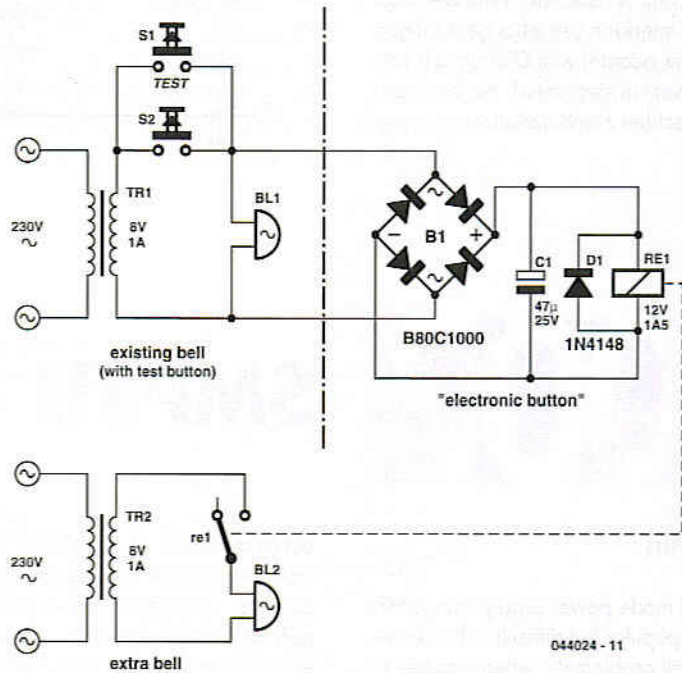 S1
TEST
S2
TR1
8V
1A
230V
~
BL1
~
B1
~
B80C1000
C1
47µ
25V
D1
1N4148
RE1
12V
1A5
existing bell
(with test button)
"electronic button"
TR2
8V
1A
230V
~
re1
BL2
044024 - 11
extra bell